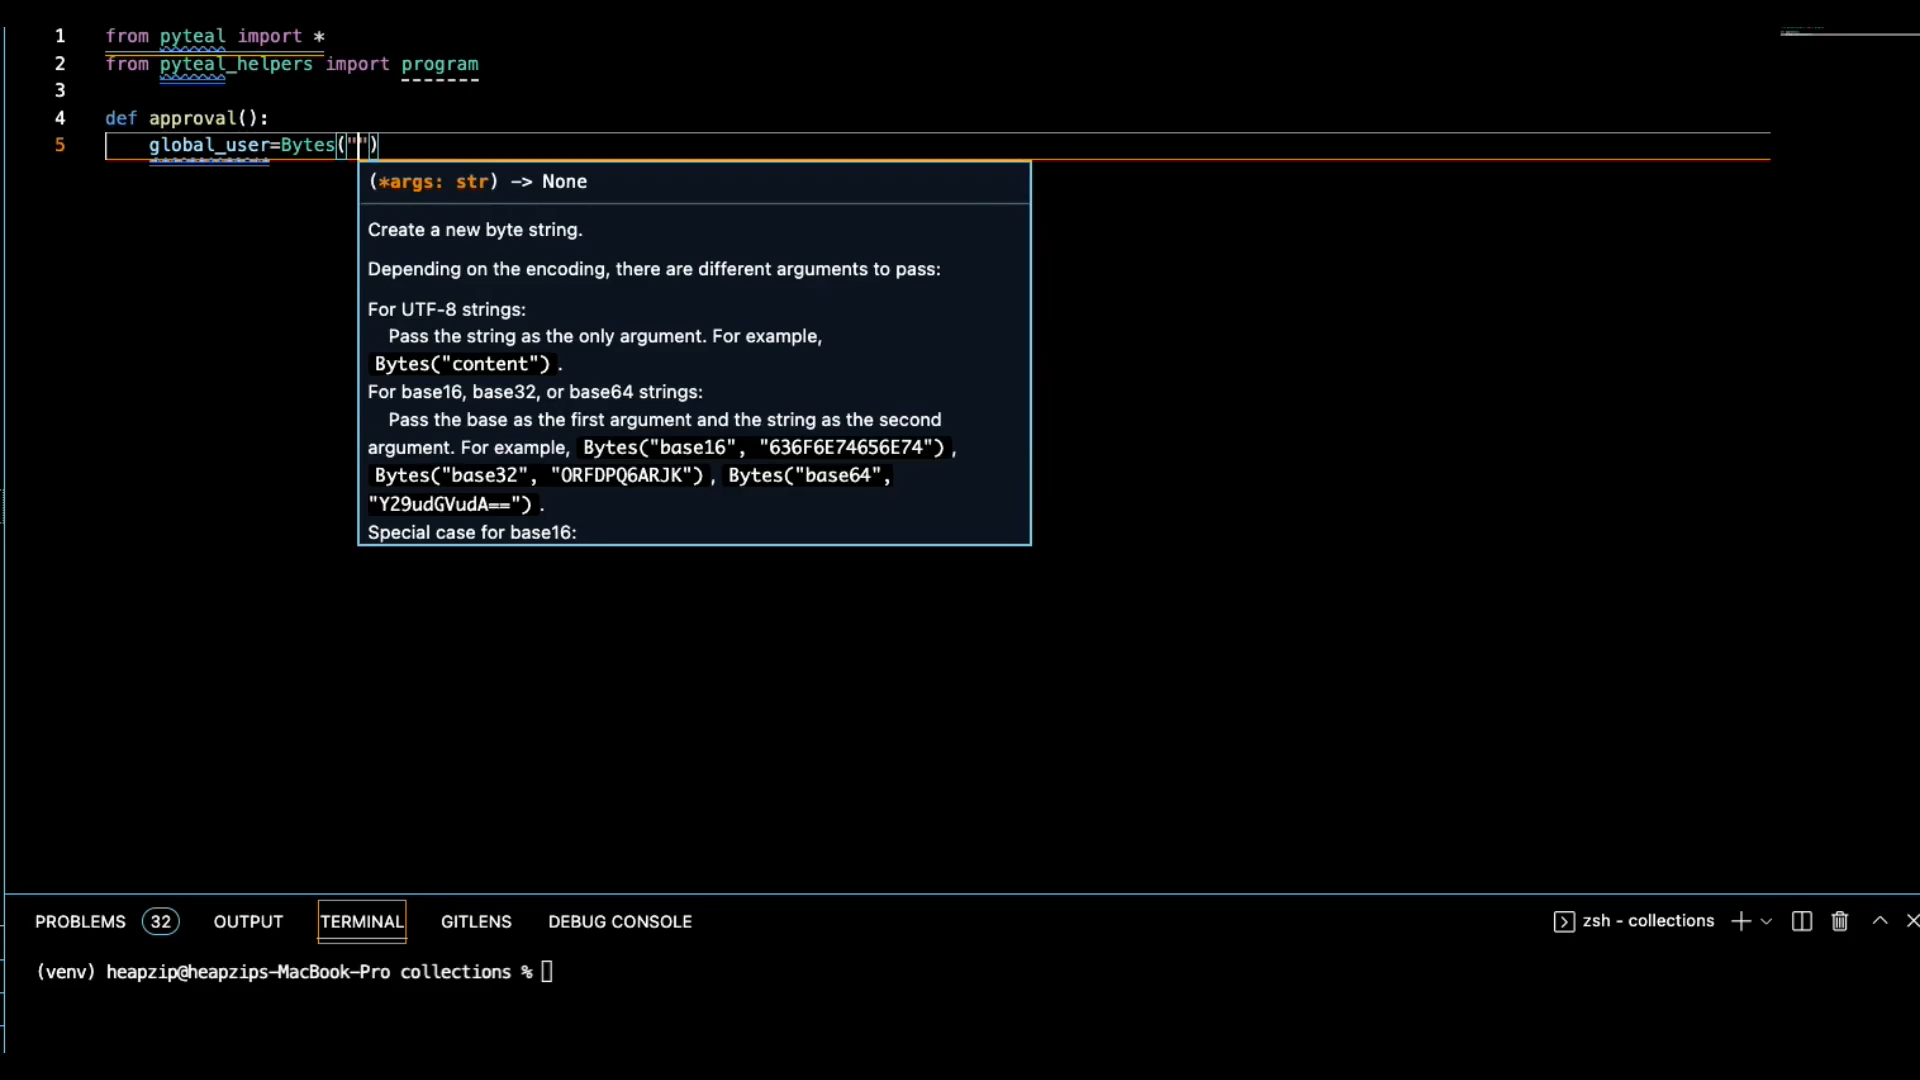 1 from pyteal import *
2 from pyteal_helpers import program
3
4 def approval():
5 global_user=Bytes("")
(*args: str) -> None
Create a new byte string.
Depending on the encoding, there are different arguments to pass:
For UTF-8 strings:
Pass the string as the only argument. For example,
Bytes("content").
For base16, base32, or base64 strings:
Pass the base as the first argument and the string as the second
argument. For example, Bytes("base16", "636F6E74656E74"),
Bytes("base32", "ORFDPQ6ARJK"), Bytes("base64",
"Y29udGVudA==").
Special case for base16:
PROBLEMS 32 OUTPUT TERMINAL GITLENS DEBUG CONSOLE zsh - collections
(venv) heapzip@heapzips-MacBook-Pro collections %